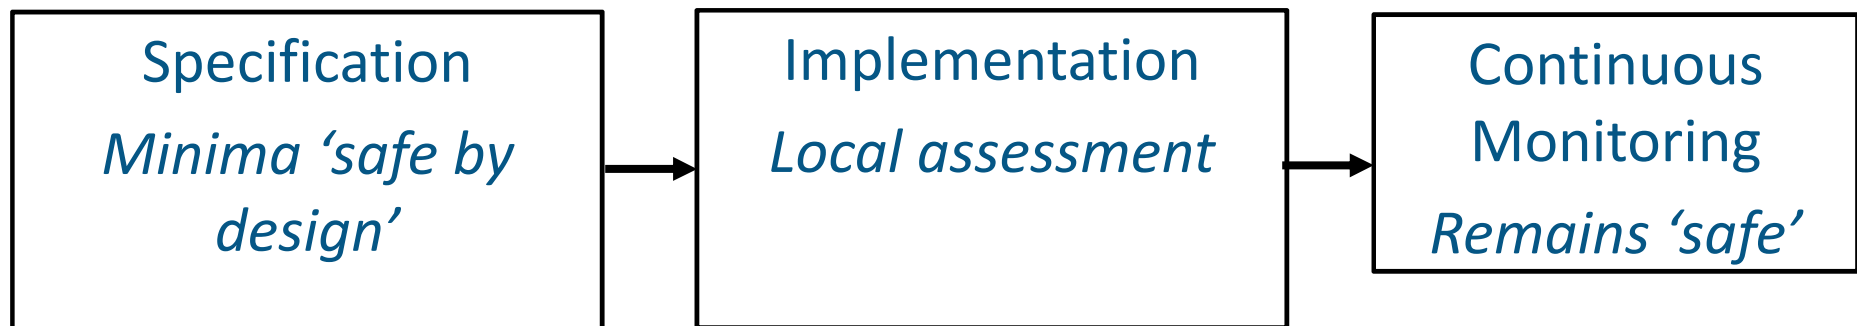 Specification
Minima ‘safe by
design’
Implementation
Local assessment
Continuous
Monitoring
Remains ‘safe’